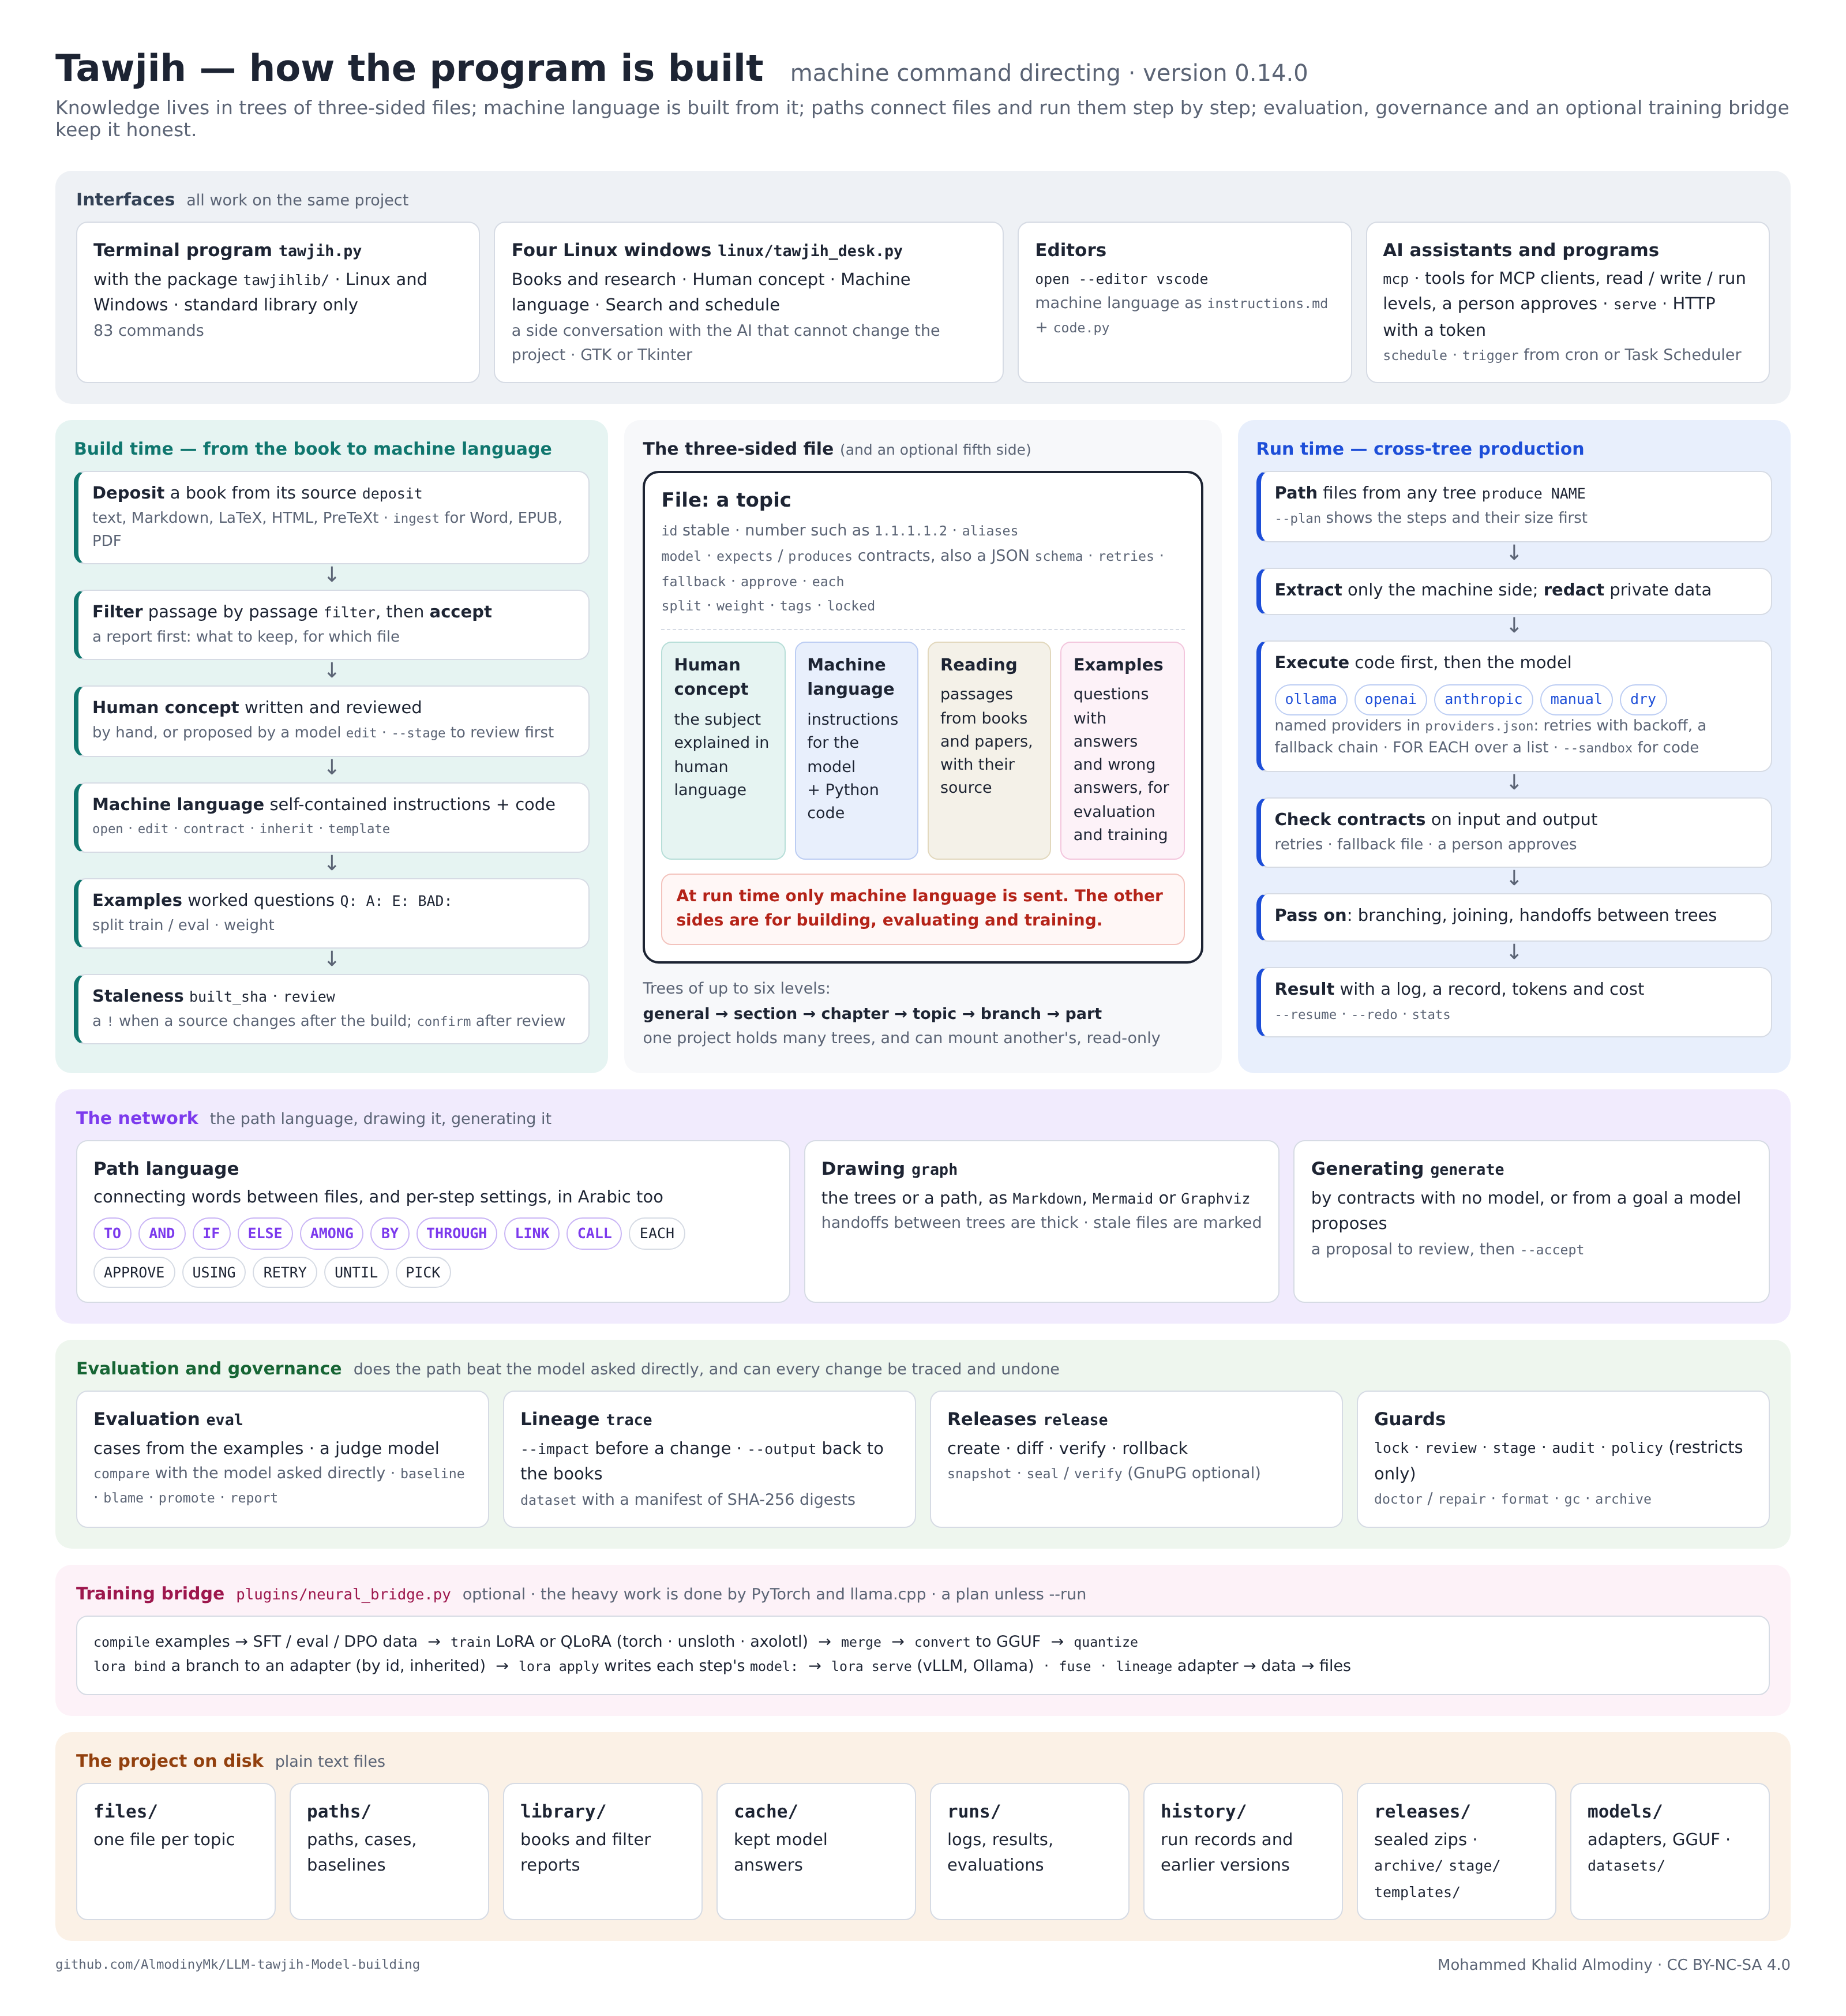 Tawjih — how the program is built machine command directing · version 0.14.0
Knowledge lives in trees of three-sided files; machine language is built from it; paths connect files and run them step by step; evaluation, governance and an optional training bridge
keep it honest.
Interfaces all work on the same project
Terminal program tawjih.py
with the package tawjihlib/ · Linux and
Windows · standard library only
83 commands
Four Linux windows linux/tawjih_desk.py
Books and research · Human concept · Machine
language · Search and schedule
a side conversation with the AI that cannot change the
project · GTK or Tkinter
Editors
open --editor vscode
machine language as instructions.md
+ code.py
AI assistants and programs
mcp · tools for MCP clients, read / write / run
levels, a person approves · serve · HTTP
with a token
schedule · trigger from cron or Task Scheduler
Build time — from the book to machine language
Deposit a book from its source deposit
text, Markdown, LaTeX, HTML, PreTeXt · ingest for Word, EPUB,
PDF
↓
Filter passage by passage filter, then accept
a report first: what to keep, for which file
↓
Human concept written and reviewed
by hand, or proposed by a model edit · --stage to review first
↓
Machine language self-contained instructions + code
open · edit · contract · inherit · template
↓
Examples worked questions Q: A: E: BAD:
split train / eval · weight
↓
Staleness built_sha · review
a ! when a source changes after the build; confirm after review
The three-sided file (and an optional fifth side)
File: a topic
id stable · number such as 1.1.1.1.2 · aliases
model · expects / produces contracts, also a JSON schema · retries ·
fallback · approve · each
split · weight · tags · locked
Human
concept
the subject
explained in
human
language
Machine
language
instructions
for the
model
+ Python
code
Reading
passages
from books
and papers,
with their
source
Examples
questions
with
answers
and wrong
answers, for
evaluation
and training
At run time only machine language is sent. The other
sides are for building, evaluating and training.
Trees of up to six levels:
general → section → chapter → topic → branch → part
one project holds many trees, and can mount another's, read-only
Run time — cross-tree production
Path files from any tree produce NAME
--plan shows the steps and their size first
↓
Extract only the machine side; redact private data
↓
Execute code first, then the model
ollama openai anthropic manual dry
named providers in providers.json: retries with backoff, a
fallback chain · FOR EACH over a list · --sandbox for code
↓
Check contracts on input and output
retries · fallback file · a person approves
↓
Pass on: branching, joining, handoffs between trees
↓
Result with a log, a record, tokens and cost
--resume · --redo · stats
The network the path language, drawing it, generating it
Path language
connecting words between files, and per-step settings, in Arabic too
TO AND IF ELSE AMONG BY THROUGH LINK CALL EACH
APPROVE USING RETRY UNTIL PICK
Drawing graph
the trees or a path, as Markdown, Mermaid or Graphviz
handoffs between trees are thick · stale files are marked
Generating generate
by contracts with no model, or from a goal a model
proposes
a proposal to review, then --accept
Evaluation and governance does the path beat the model asked directly, and can every change be traced and undone
Evaluation eval
cases from the examples · a judge model
compare with the model asked directly · baseline
· blame · promote · report
Lineage trace
--impact before a change · --output back to
the books
dataset with a manifest of SHA-256 digests
Releases release
create · diff · verify · rollback
snapshot · seal / verify (GnuPG optional)
Guards
lock · review · stage · audit · policy (restricts
only)
doctor / repair · format · gc · archive
Training bridge plugins/neural_bridge.py optional · the heavy work is done by PyTorch and llama.cpp · a plan unless --run
compile examples → SFT / eval / DPO data → train LoRA or QLoRA (torch · unsloth · axolotl) → merge → convert to GGUF → quantize
lora bind a branch to an adapter (by id, inherited) → lora apply writes each step's model: → lora serve (vLLM, Ollama) · fuse · lineage adapter → data → files
The project on disk plain text files
files/
one file per topic
paths/
paths, cases,
baselines
library/
books and filter
reports
cache/
kept model
answers
runs/
logs, results,
evaluations
history/
run records and
earlier versions
releases/
sealed zips ·
archive/ stage/
templates/
models/
adapters, GGUF ·
datasets/
github.com/AlmodinyMk/LLM-tawjih-Model-building
Mohammed Khalid Almodiny · CC BY-NC-SA 4.0